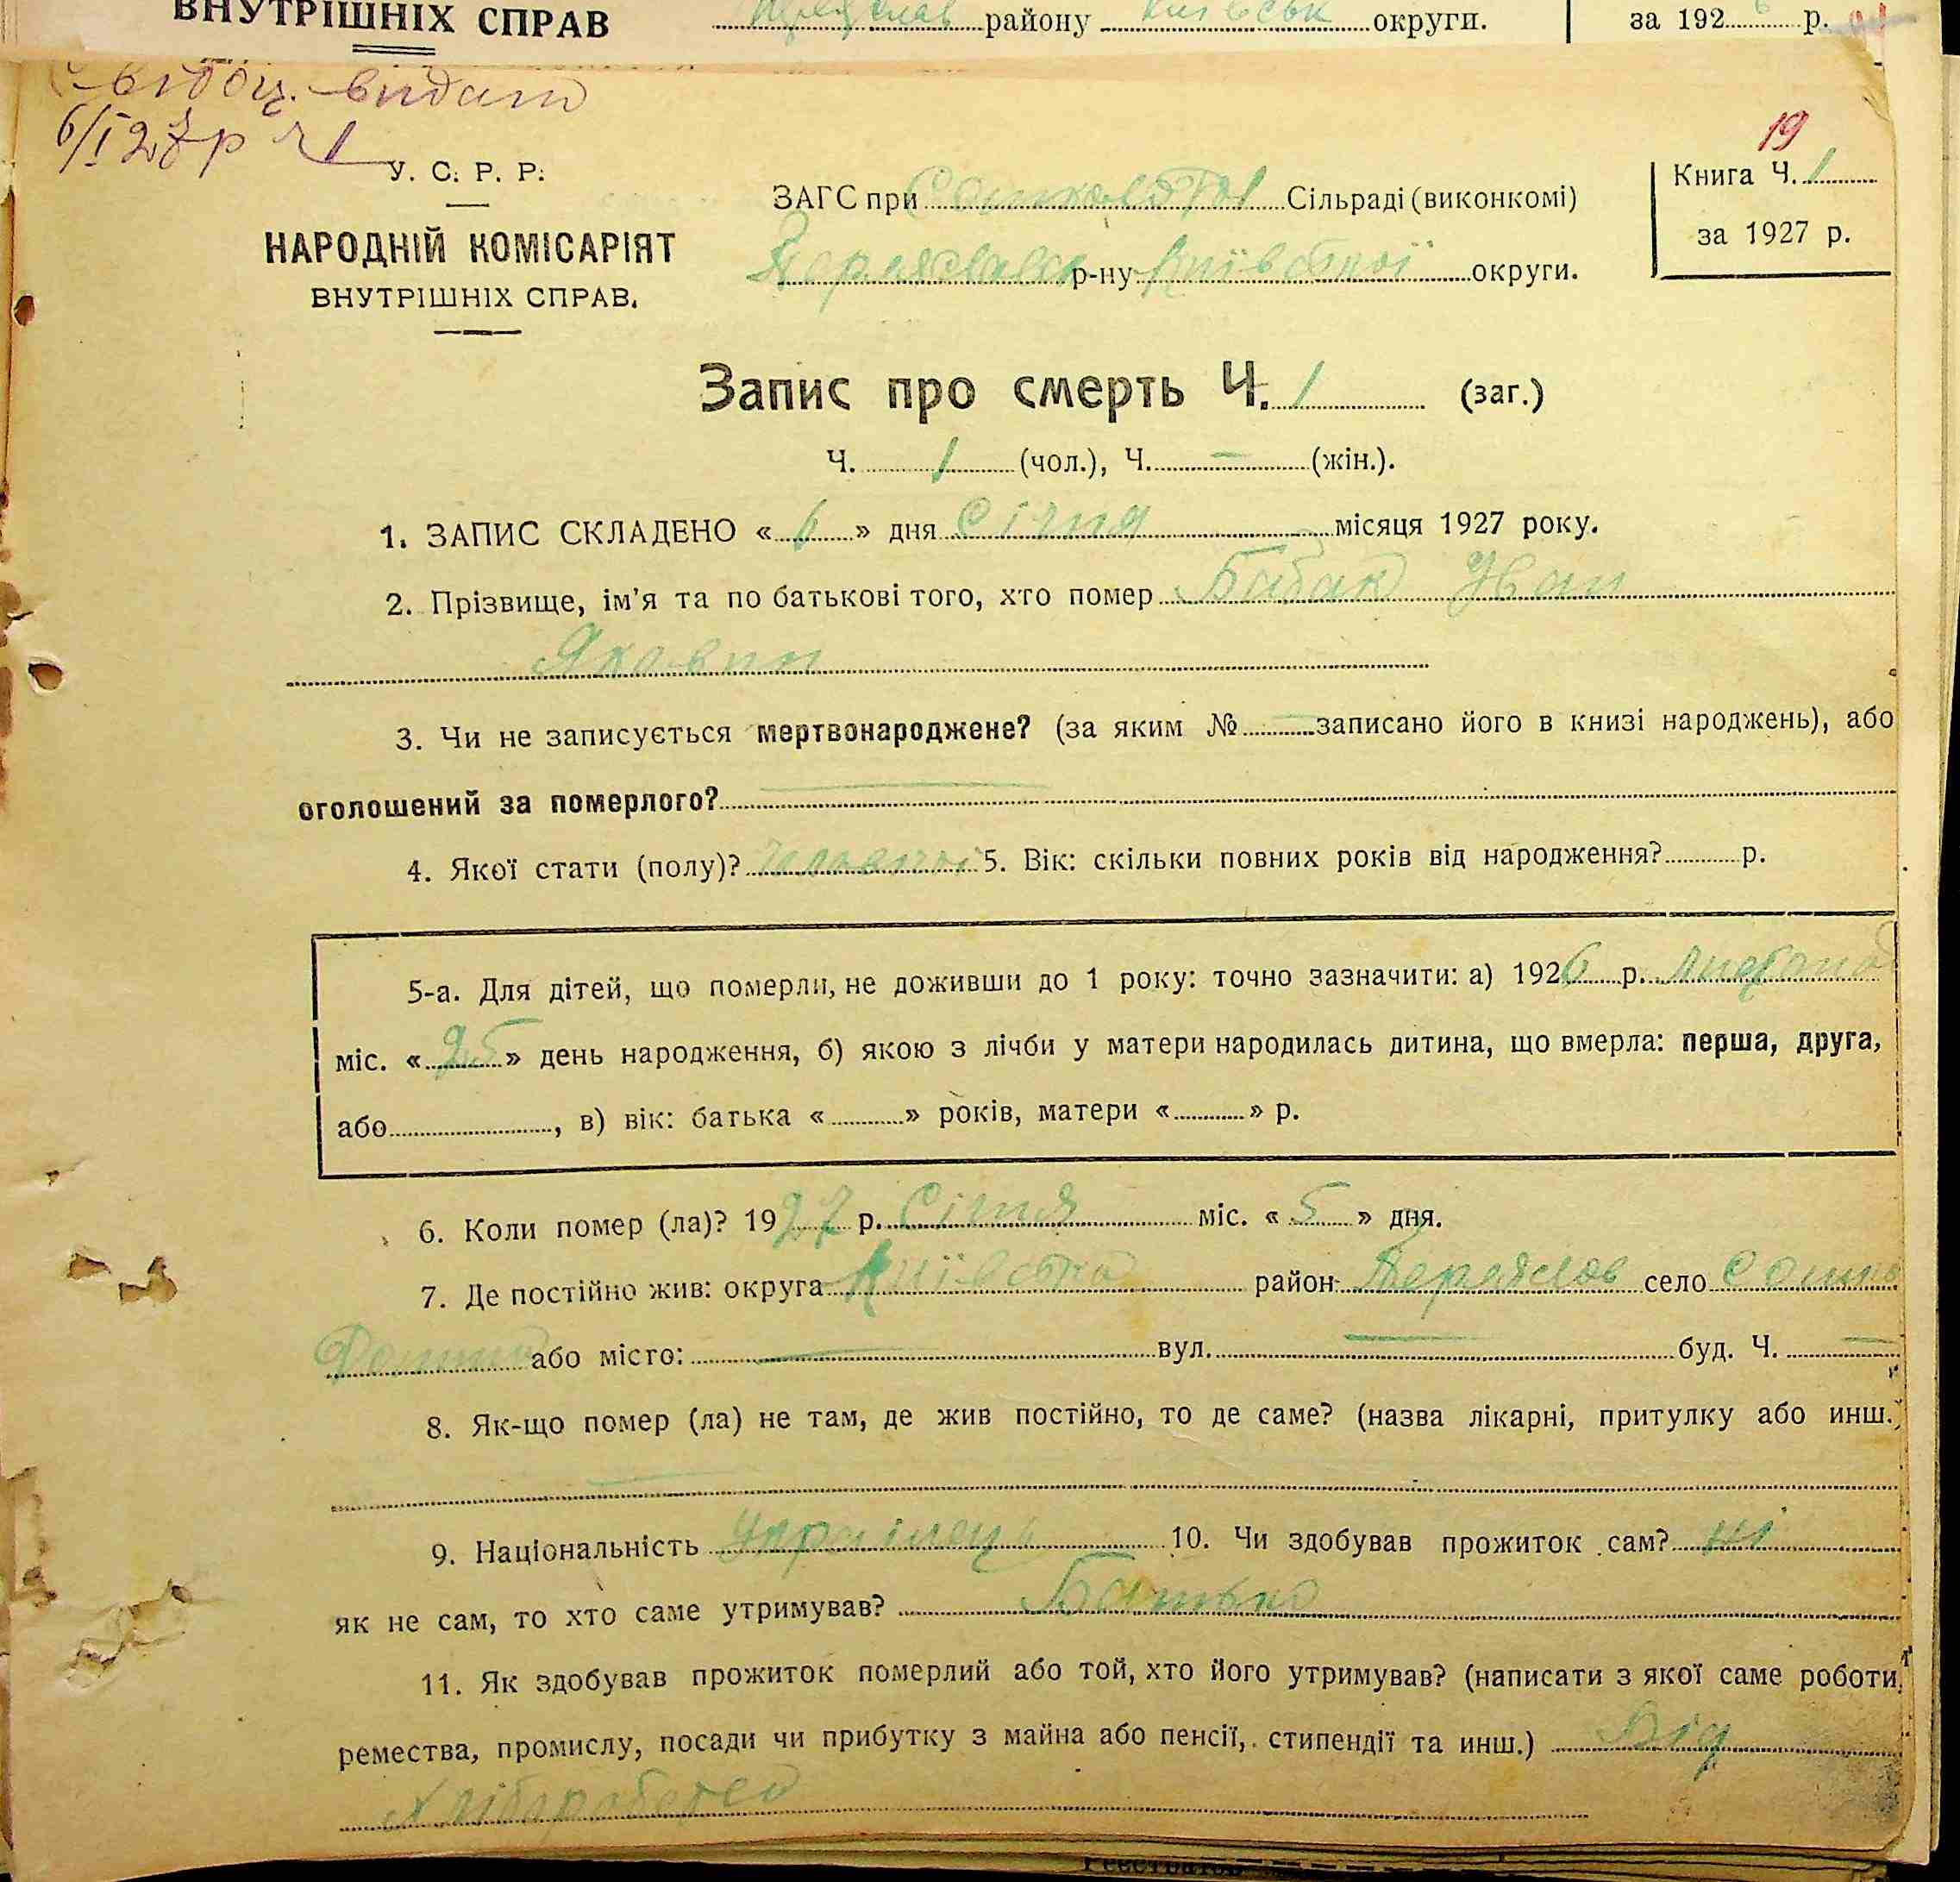 ВНУТРІШНІХ СПРАВ
району округи.
за 192 р.
видано
6/I 27 р
19
У. С. Р. Р.
НАРОДНІЙ КОМІСАРІЯТ
ВНУТРІШНІХ СПРАВ.
ЗАГС при Сільраді (виконкомі)
р-ну Київської округи.
Книга Ч. 1
за 1927 р.
Запис про смерть Ч. 1 (заг.)
Ч. 1 (чол.), Ч. — (жін.).
1. ЗАПИС СКЛАДЕНО « 6 » дня Січня місяця 1927 року.
2. Прізвище, ім'я та по батькові того, хто помер Бабак Иван
3. Чи не записується мертвонароджене? (за яким № — записано його в книзі народжень), або
оголошений за померлого? —
4. Якої стати (полу)? 5. Вік: скільки повних років від народження? р.
5-а. Для дітей, що померли, не доживши до 1 року: точно зазначити: а) 1926 р.
міс. « 25 » день народження, б) якою з лічби у матери народилась дитина, що вмерла: перша, друга,
або , в) вік: батька « » років, матери « » р.
6. Коли помер (ла)? 1927 р. Січня міс. « 5 » дня.
7. Де постійно жив: округа Київська район Переяслов село
або місто: — вул. — буд. Ч. —
8. Як-що помер (ла) не там, де жив постійно, то де саме? (назва лікарні, притулку або инш.)
—
9. Національність Українець 10. Чи здобував прожиток сам? ні
як не сам, то хто саме утримував? Батько
11. Як здобував прожиток померлий або той, хто його утримував? (написати з якої саме роботи,
ремества, промислу, посади чи прибутку з майна або пенсії, стипендії та инш.) Від